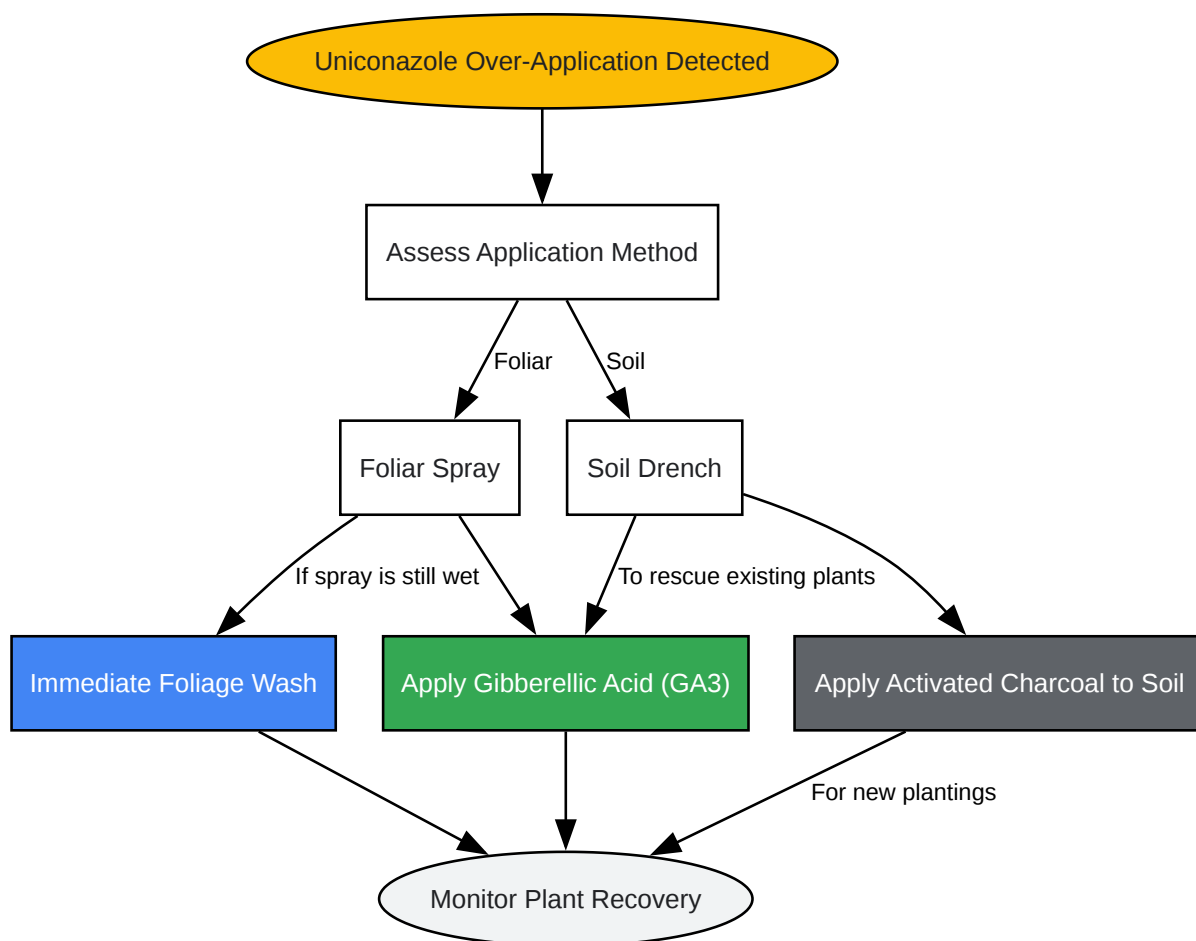 Uniconazole Over-Application Detected
Assess Application Method
Foliar
Soil
Foliar Spray
Soil Drench
If spray is still wet
To rescue existing plants
Immediate Foliage Wash
Apply Gibberellic Acid (GA3)
Apply Activated Charcoal to Soil
For new plantings
Monitor Plant Recovery